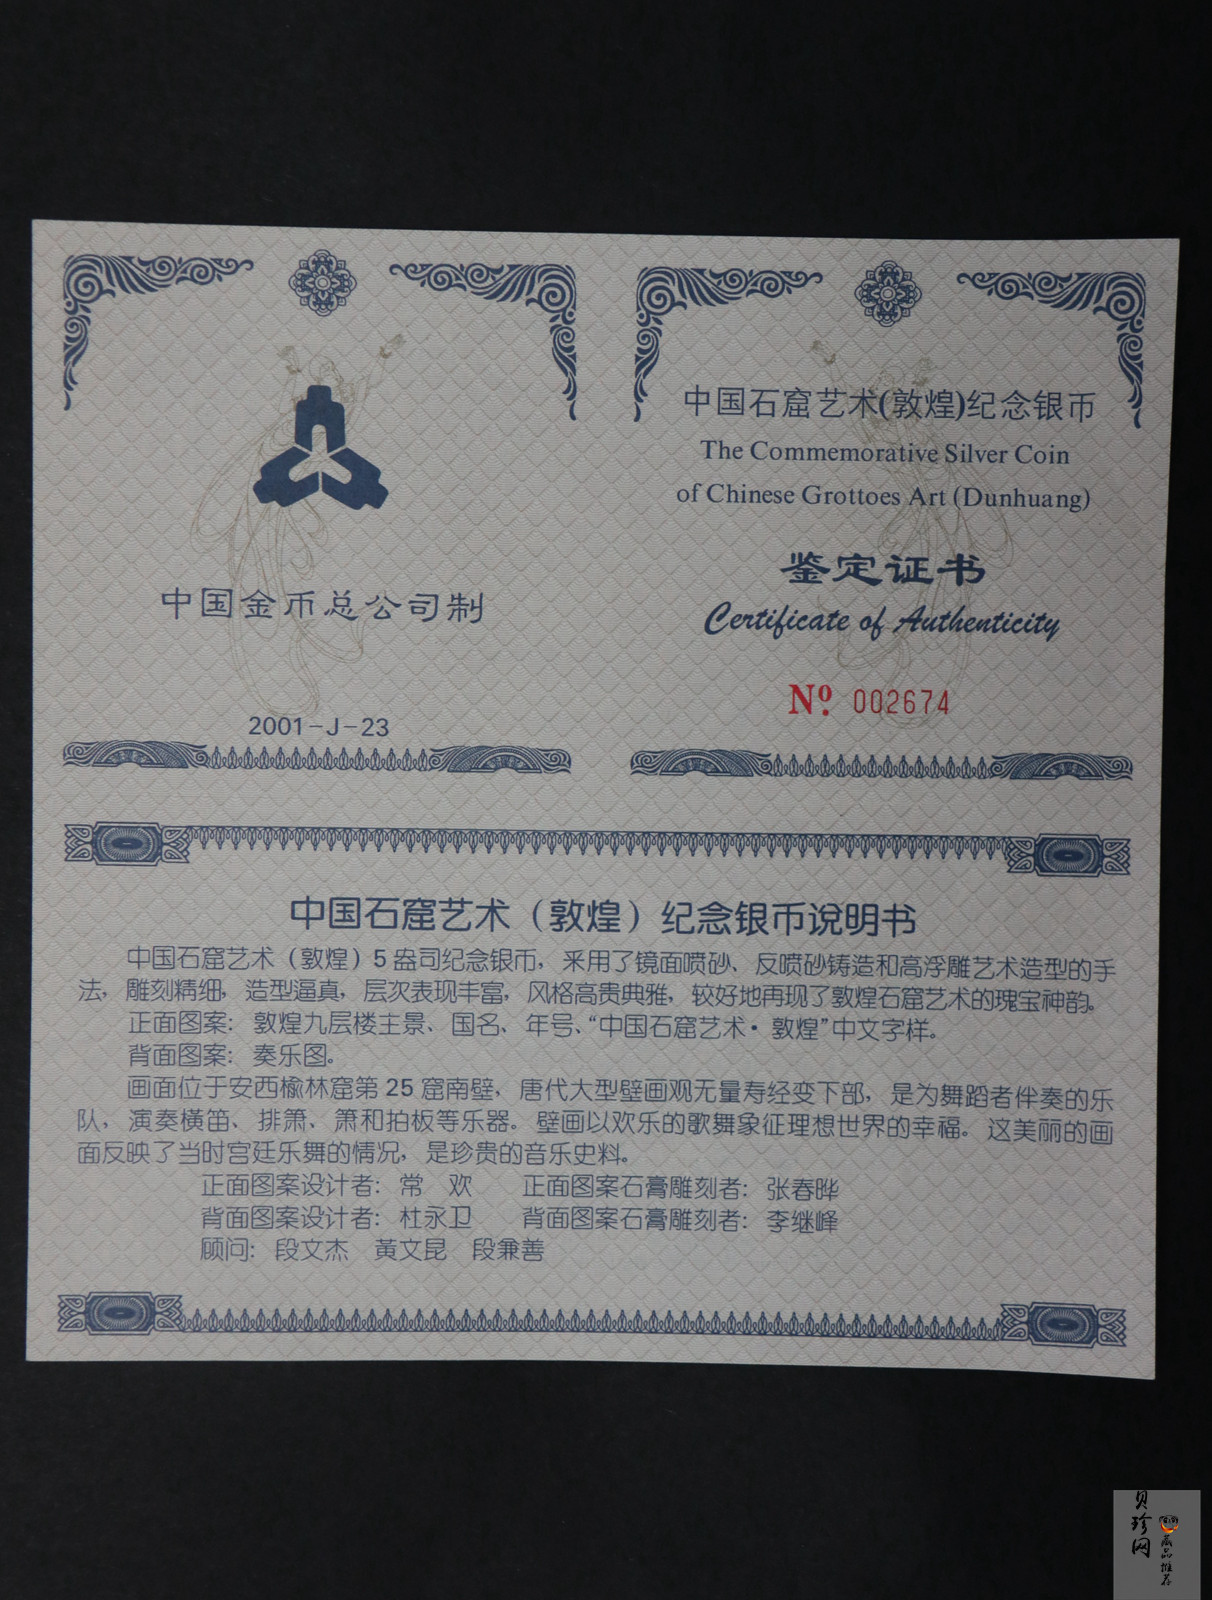 中国金币总公司制
2001-J-23
中国石窟艺术(敦煌)纪念银币
The Commemorative Silver Coin
of Chinese Grottoes Art (Dunhuang)
鉴定证书
Certificate of Authenticity
Nº. 002674
中国石窟艺术（敦煌）纪念银币说明书
中国石窟艺术（敦煌）5盎司纪念银币，采用了镜面喷砂、反喷砂铸造和高浮雕艺术造型的手
法，雕刻精细，造型逼真，层次表现丰富，风格高贵典雅，较好地再现了敦煌石窟艺术的瑰宝神韵。
正面图案：敦煌九层楼主景、国名、年号、“中国石窟艺术·敦煌”中文字样。
背面图案：奏乐图。
画面位于安西榆林窟第25窟南壁，唐代大型壁画观无量寿经变下部，是为舞蹈者伴奏的乐
队，演奏横笛、排箫、箫和拍板等乐器。壁画以欢乐的歌舞象征理想世界的幸福。这美丽的画
面反映了当时宫廷乐舞的情况，是珍贵的音乐史料。
正面图案设计者：常 欢 正面图案石膏雕刻者：张春晔
背面图案设计者：杜永卫 背面图案石膏雕刻者：李继峰
顾问：段文杰 黄文昆 段兼善
贝珍网
藏品推荐